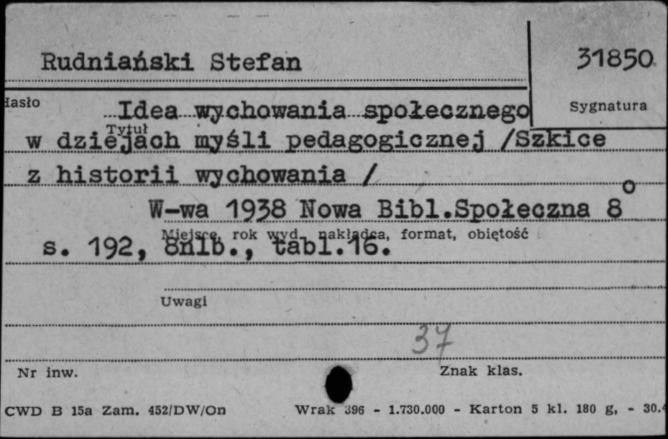 Rudniański Stefan
31850
Hasło
Sygnatura
Idea wychowania społecznego
Tytuł
w dziejach myśli pedagogicznej /Szkice
z historii wychowania /
W-wa 1938 Nowa Bibl.Społeczna 8°
Miejsce, rok wyd., nakładca, format, objętość
s. 192, 8nlb., tabl.16.
Uwagi
37
Nr inw.
Znak klas.
CWD B 15a Zam. 452/DW/On
Wrak 396 - 1.730.000 - Karton 5 kl. 180 g, - 30.4